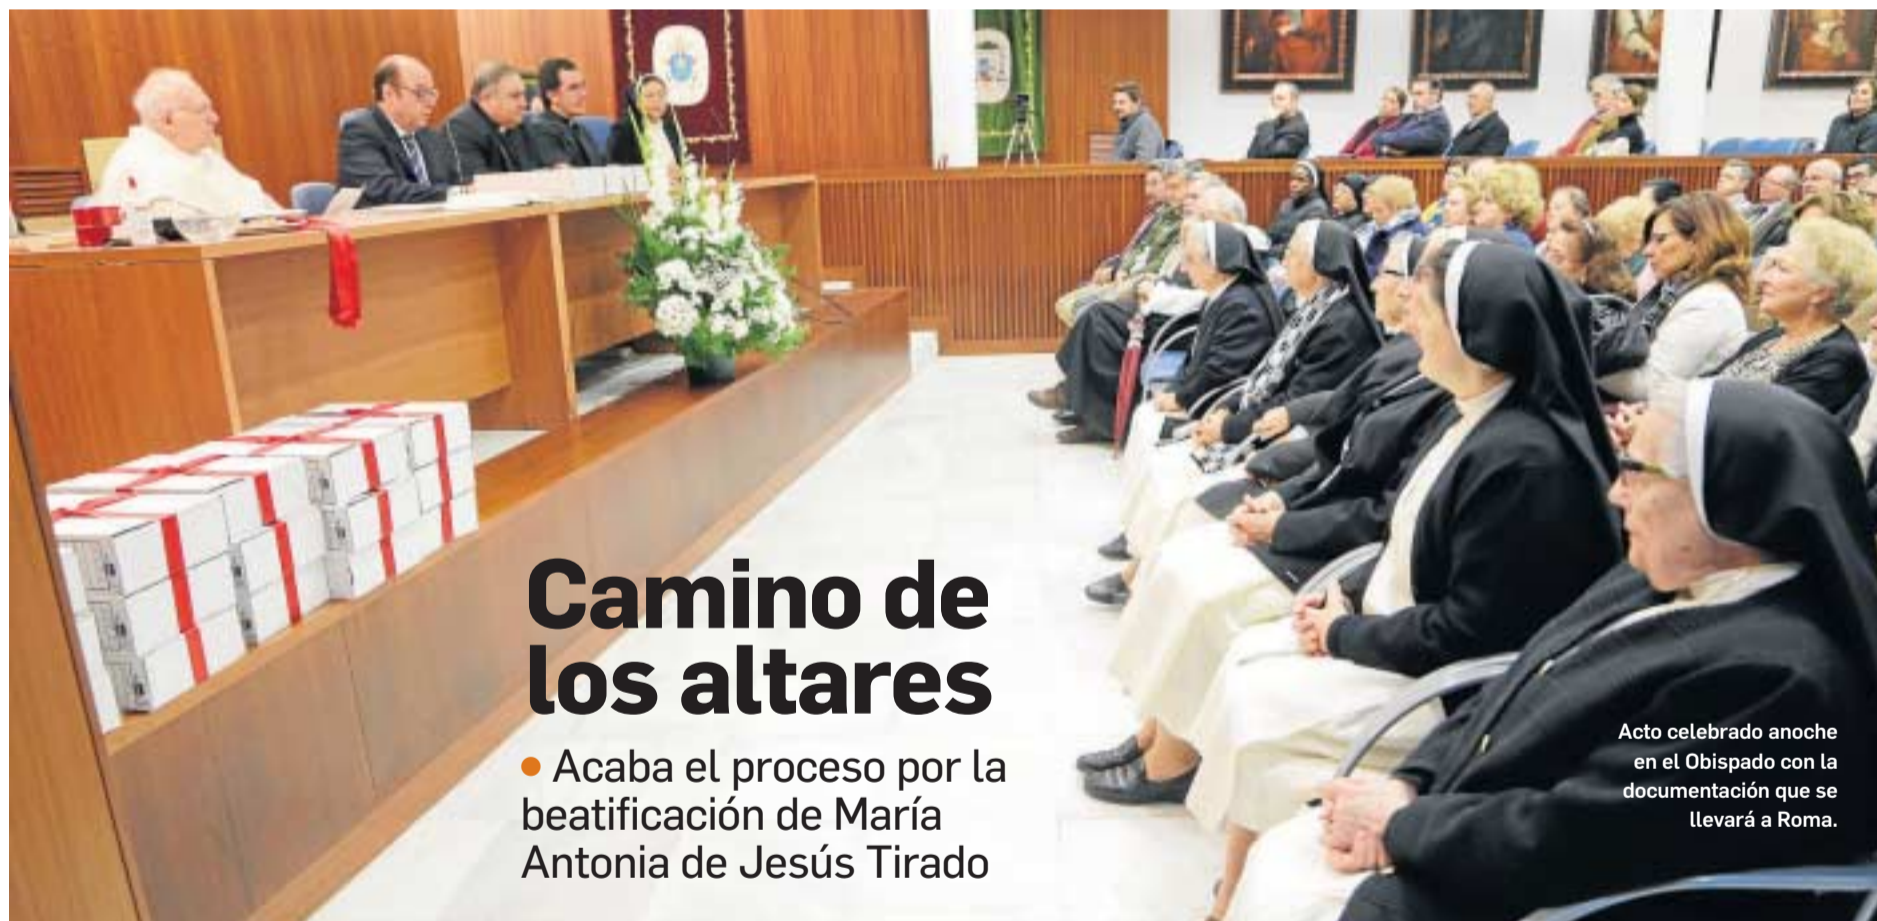 Camino de
los altares
● Acaba el proceso por la
beatificación de María
Antonia de Jesús Tirado
Acto celebrado anoche
en el Obispado con la
documentación que se
llevará a Roma.